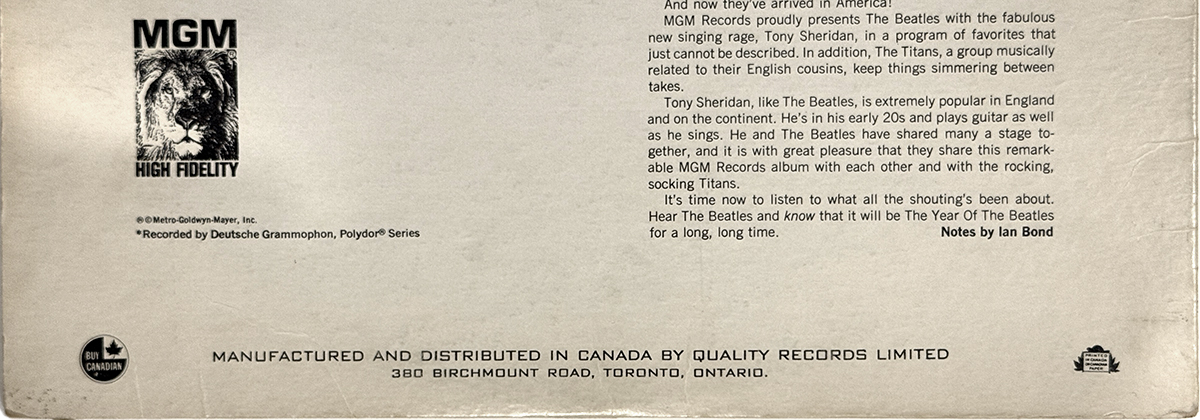 MGM
HIGH FIDELITY
℗©Metro-Goldwyn-Mayer, Inc.
*Recorded by Deutsche Grammophon, Polydor® Series
And now they've arrived in America!
MGM Records proudly presents The Beatles with the fabulous
new singing rage, Tony Sheridan, in a program of favorites that
just cannot be described. In addition, The Titans, a group musically
related to their English cousins, keep things simmering between
takes.
Tony Sheridan, like The Beatles, is extremely popular in England
and on the continent. He's in his early 20s and plays guitar as well
as he sings. He and The Beatles have shared many a stage to-
gether, and it is with great pleasure that they share this remark-
able MGM Records album with each other and with the rocking,
socking Titans.
It's time now to listen to what all the shouting's been about.
Hear The Beatles and know that it will be The Year Of The Beatles
for a long, long time. Notes by Ian Bond
BUY
CANADIAN
MANUFACTURED AND DISTRIBUTED IN CANADA BY QUALITY RECORDS LIMITED
380 BIRCHMOUNT ROAD, TORONTO, ONTARIO.
PRINTED
IN CANADA
ON CANADIAN
PAPER